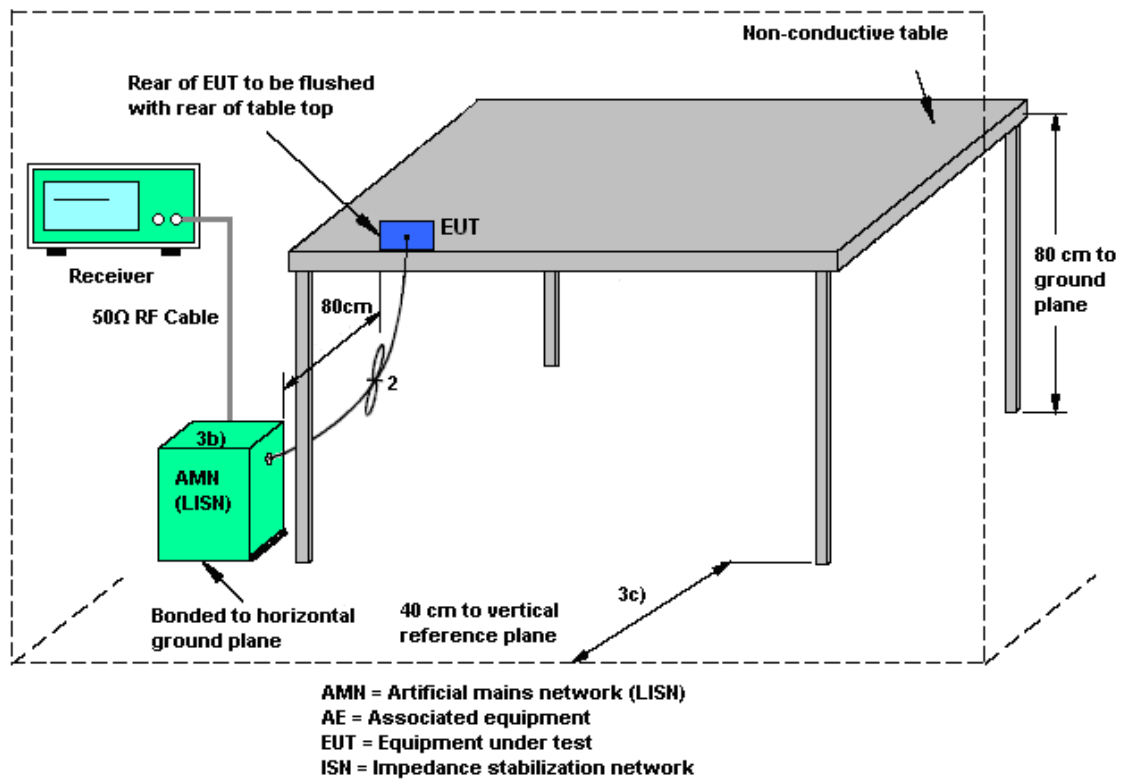 Non-conductive table
Rear of EUT to be flushed
with rear of table top
EUT
Receiver
80 cm to
ground
plane
50Ω RF Cable
80cm
2
3b)
AMN
(LISN)
3c)
Bonded to horizontal
ground plane
40 cm to vertical
reference plane
AMN = Artificial mains network (LISN)
AE = Associated equipment
EUT = Equipment under test
ISN = Impedance stabilization network